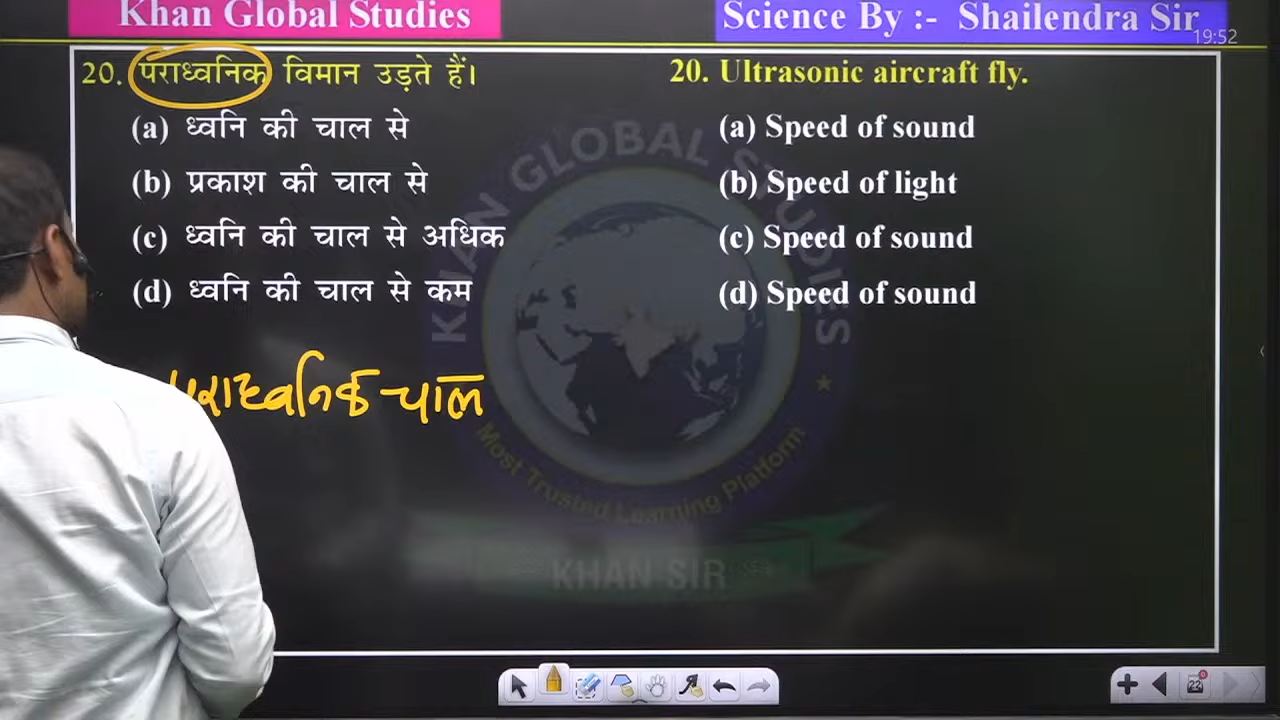 Khan Global Studies
Science By :- Shailendra Sir
19:52
20. पराध्वनिक विमान उड़ते हैं।
(a) ध्वनि की चाल से
(b) प्रकाश की चाल से
(c) ध्वनि की चाल से अधिक
(d) ध्वनि की चाल से कम
20. Ultrasonic aircraft fly.
(a) Speed of sound
(b) Speed of light
(c) Speed of sound
(d) Speed of sound
पराध्वनिक चाल
KHAN GLOBAL STUDIES
Most Trusted Learning Platform
KHAN SIR
22